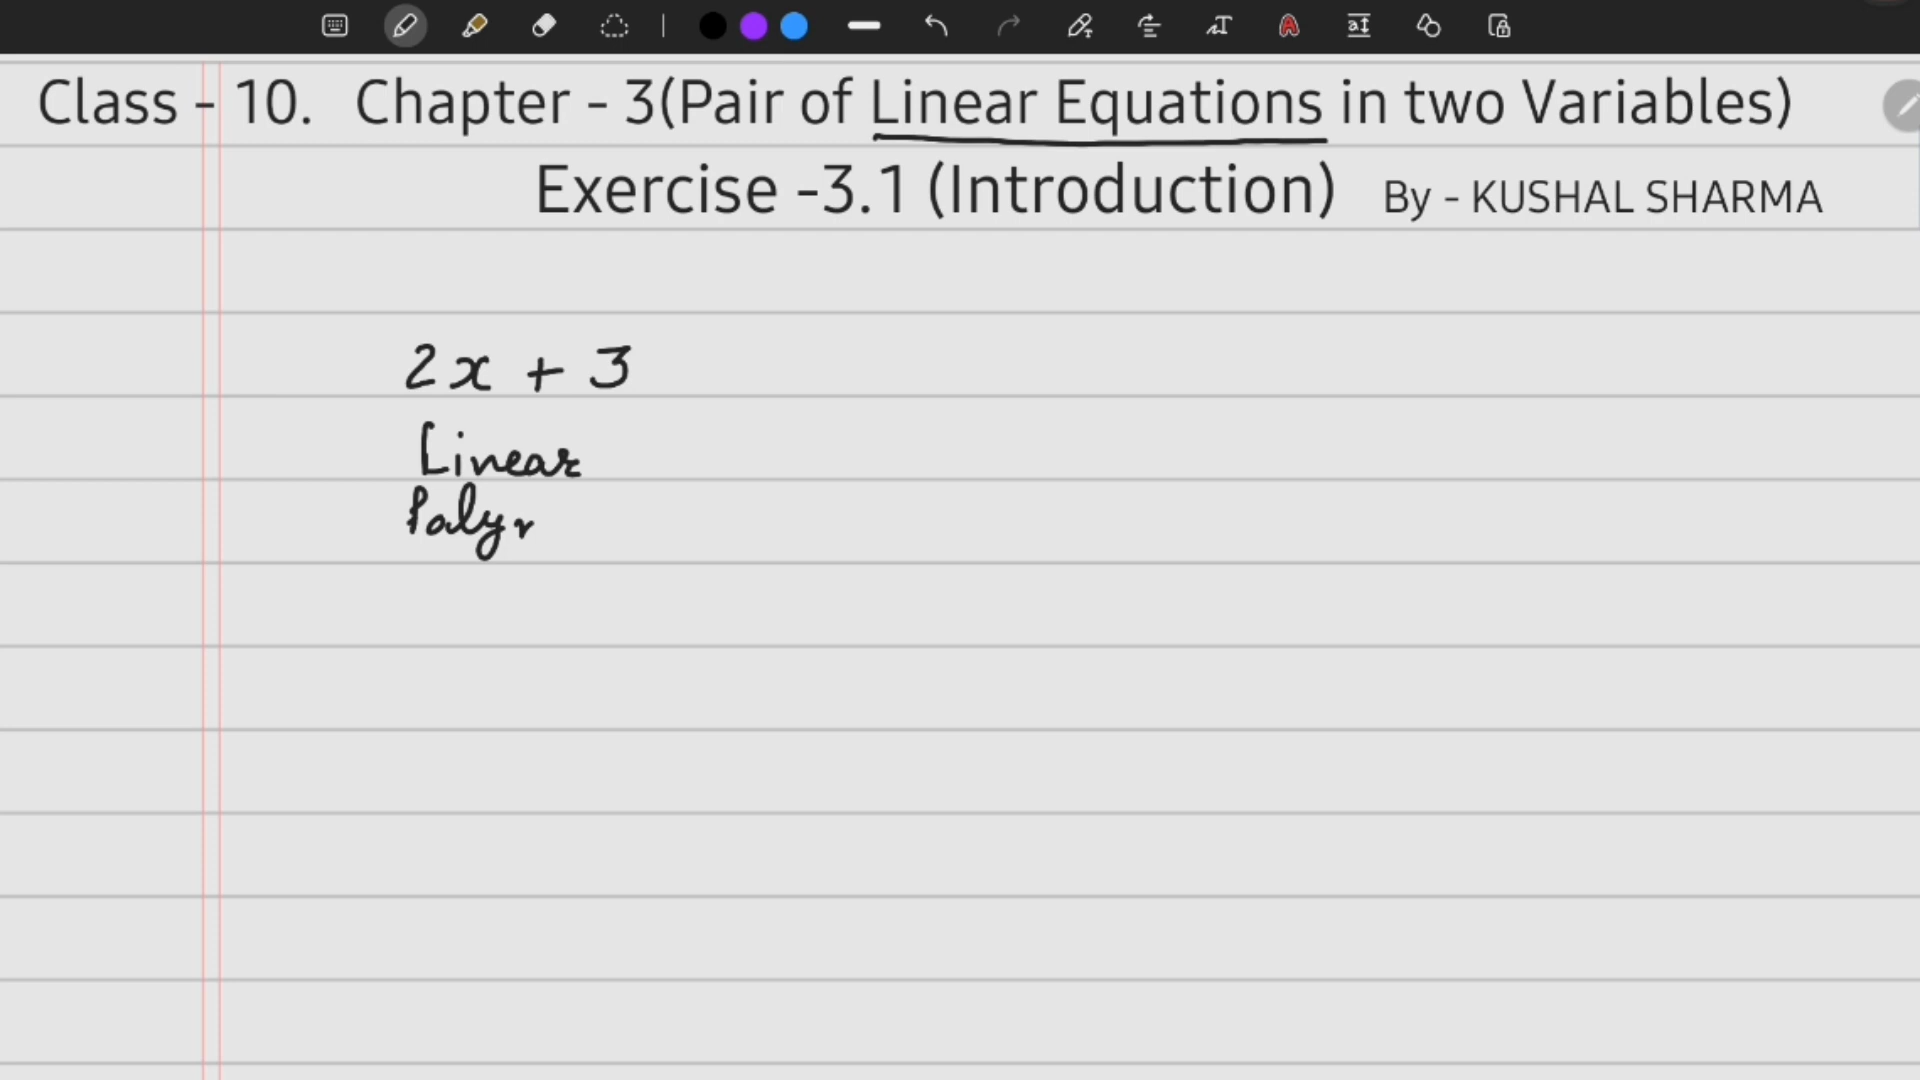 Class - 10. Chapter - 3(Pair of Linear Equations in two Variables)
Exercise -3.1 (Introduction) By - KUSHAL SHARMA
2x + 3
Linear